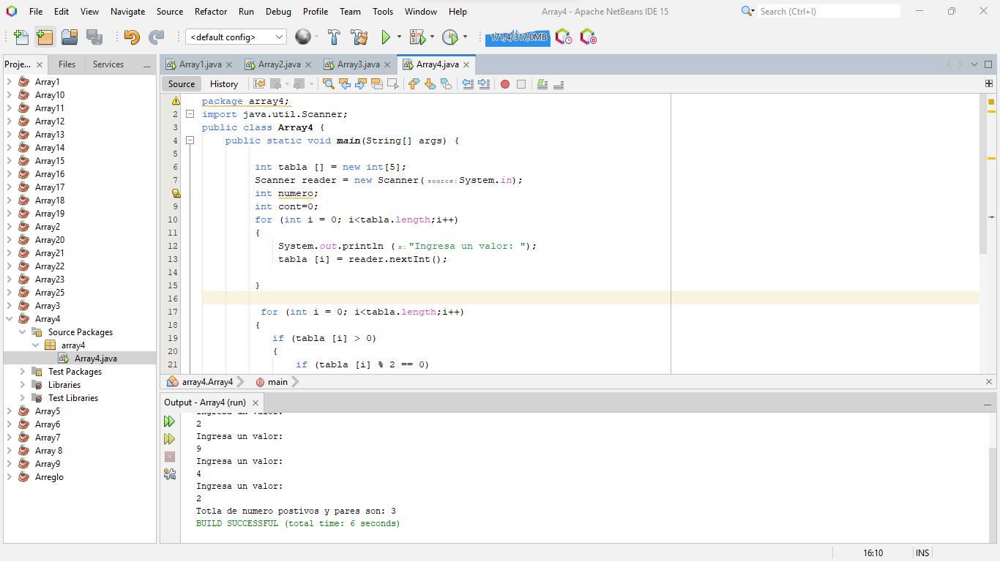 File Edit View Navigate Source Refactor Run Debug Profile Team Tools Window Help Array4 - Apache NetBeans IDE 15 Search (Ctrl+I)
<default config> 171,4/317,0MB
Proje... Files Services
Array1.java Array2.java Array3.java Array4.java
Source History
Array1
Array10
Array11
Array12
Array13
Array14
Array15
Array16
Array17
Array18
Array19
Array2
Array20
Array21
Array22
Array23
Array25
Array3
Array4
Source Packages
array4
Array4.java
Test Packages
Libraries
Test Libraries
Array5
Array6
Array7
Array 8
Array9
Arreglo
package array4;
2 import java.util.Scanner;
3 public class Array4 {
4 public static void main(String[] args) {
5
6 int tabla [] = new int[5];
7 Scanner reader = new Scanner( source: System.in);
int numero;
9 int cont=0;
10 for (int i = 0; i<tabla.length;i++)
11 {
12 System.out.println ( x: "Ingresa un valor: ");
13 tabla [i] = reader.nextInt();
14
15 }
16
17 for (int i = 0; i<tabla.length;i++)
18 {
19 if (tabla [i] > 0)
20 {
21 if (tabla [i] % 2 == 0)
array4.Array4 main
Output - Array4 (run)
Ingresa un valor:
2
Ingresa un valor:
9
Ingresa un valor:
4
Ingresa un valor:
2
Totla de numero postivos y pares son: 3
BUILD SUCCESSFUL (total time: 6 seconds)
16:10 INS